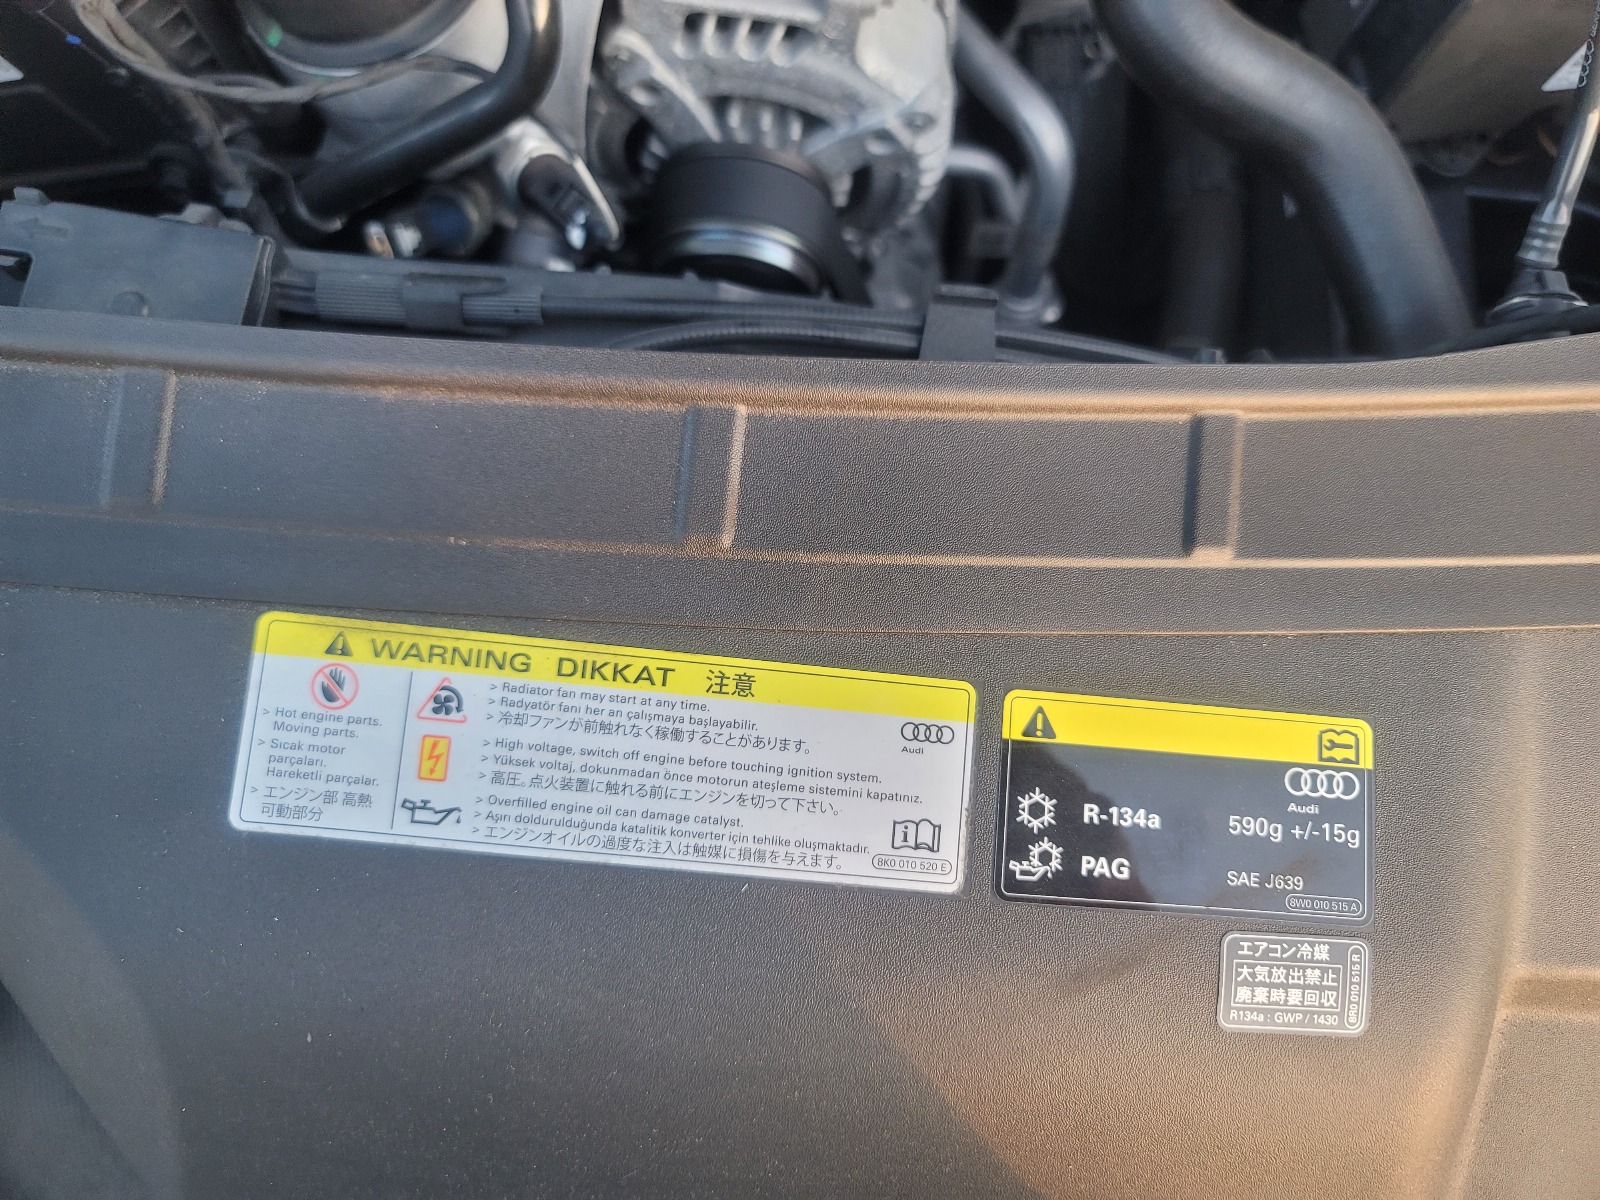 WARNING DIKKAT 注意
> Hot engine parts.
Moving parts.
> Sıcak motor
parçaları.
Hareketli parçalar.
> エンジン部 高熱
可動部分
> Radiator fan may start at any time.
> Radyatör fanı her an çalışmaya başlayabilir.
> 冷却ファンが前触れなく稼働することがあります。
> High voltage, switch off engine before touching ignition system.
> Yüksek voltaj, dokunmadan önce motorun ateşleme sistemini kapatınız.
> 高圧。点火装置に触れる前にエンジンを切って下さい。
> Overfilled engine oil can damage catalyst.
> Aşırı doldurulduğunda katalitik konverter için tehlike oluşmaktadır.
> エンジンオイルの過度な注入は触媒に損傷を与えます。
Audi
8K0 010 520 E
Audi
R-134a
590g +/-15g
PAG
SAE J639
8W0 010 515 A
エアコン冷媒
大気放出禁止
廃棄時要回収
R134a : GWP / 1430
8R0 010 515 R